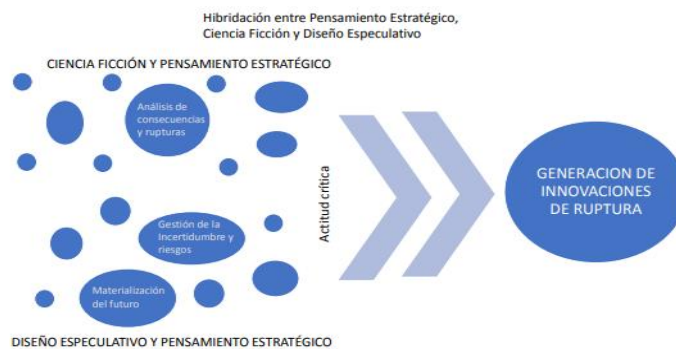 Hibridación entre Pensamiento Estratégico,
Ciencia Ficción y Diseño Especulativo
CIENCIA FICCIÓN Y PENSAMIENTO ESTRATÉGICO
Análisis de
consecuencias
y rupturas
Gestión de la
Incertidumbre y
riesgos
Materialización
del futuro
DISEÑO ESPECULATIVO Y PENSAMIENTO ESTRATÉGICO
Actitud crítica
GENERACION DE
INNOVACIONES
DE RUPTURA